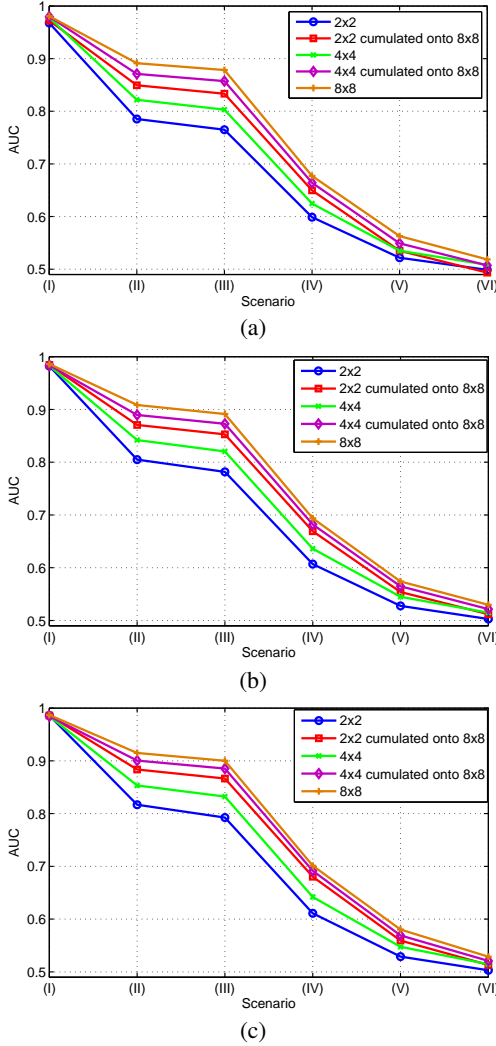 1
0.9
0.8
0.7
0.6
0.5
AUC
2x2
2x2 cumulated onto 8x8
4x4
4x4 cumulated onto 8x8
8x8
(I) (II) (III) (IV) (V) (VI)
Scenario
(a)
1
0.9
0.8
0.7
0.6
0.5
AUC
2x2
2x2 cumulated onto 8x8
4x4
4x4 cumulated onto 8x8
8x8
(I) (II) (III) (IV) (V) (VI)
Scenario
(b)
1
0.9
0.8
0.7
0.6
0.5
AUC
2x2
2x2 cumulated onto 8x8
4x4
4x4 cumulated onto 8x8
8x8
(I) (II) (III) (IV) (V) (VI)
Scenario
(c)